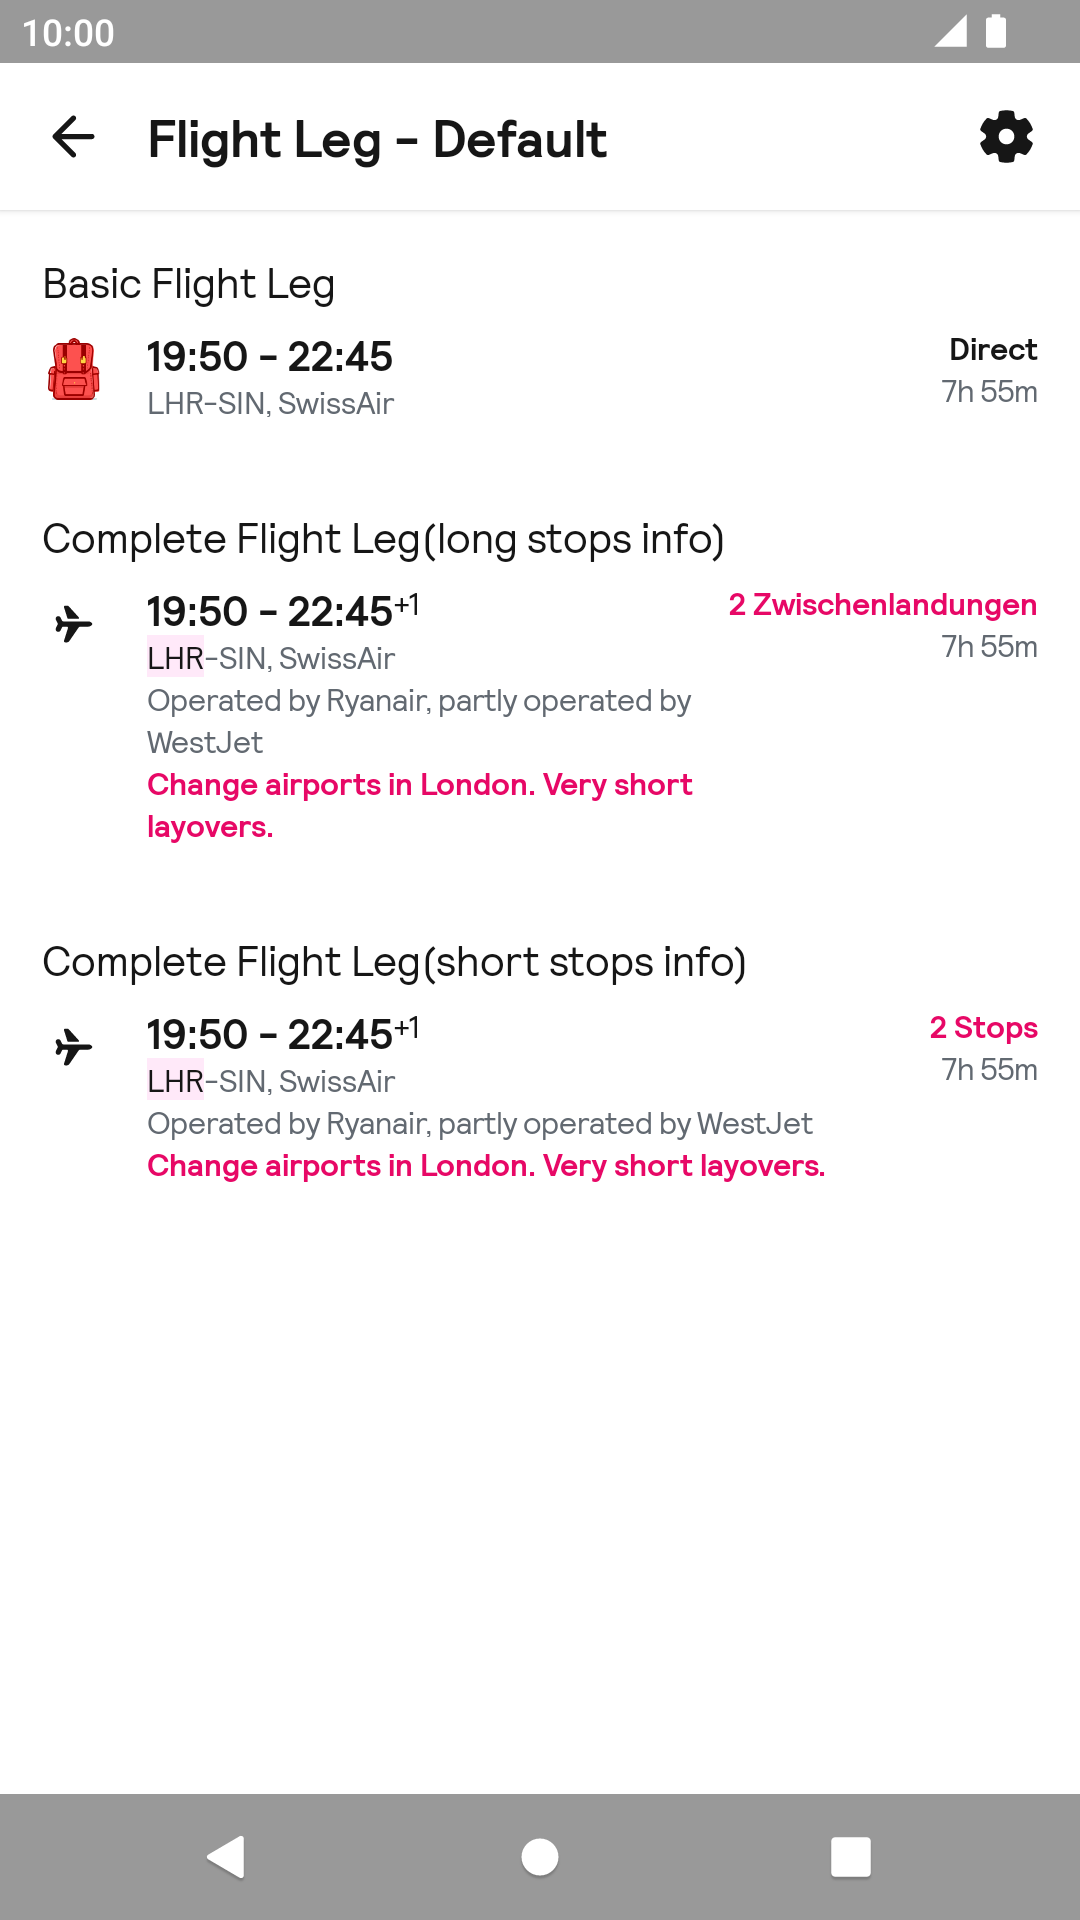 10:00
Flight Leg – Default
Basic Flight Leg
19:50 – 22:45
Direct
LHR–SIN, SwissAir
7h 55m
Complete Flight Leg(long stops info)
19:50 – 22:45+1
2 Zwischenlandungen
LHR–SIN, SwissAir
7h 55m
Operated by Ryanair, partly operated by
WestJet
Change airports in London. Very short
layovers.
Complete Flight Leg(short stops info)
19:50 – 22:45+1
2 Stops
LHR–SIN, SwissAir
7h 55m
Operated by Ryanair, partly operated by WestJet
Change airports in London. Very short layovers.